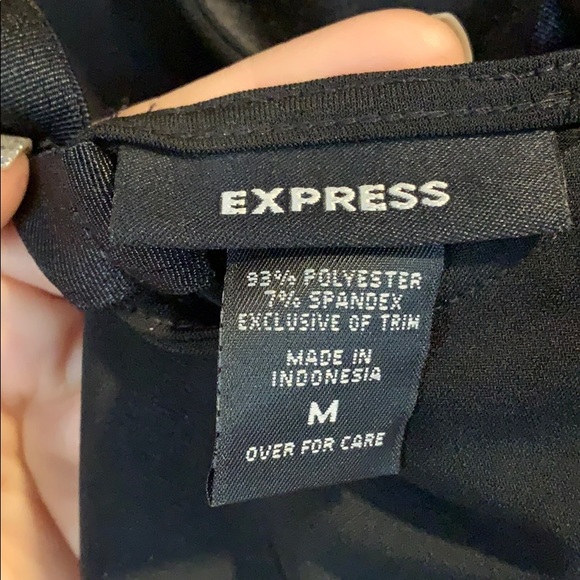 EXPRESS
93% POLYESTER
7% SPANDEX
EXCLUSIVE OF TRIM
MADE IN
INDONESIA
M
OVER FOR CARE